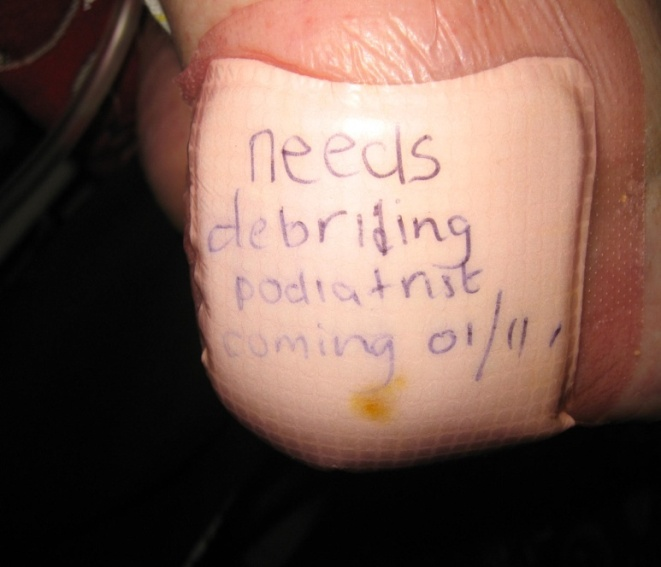 needs
debriding
podiatrist
coming 01/11